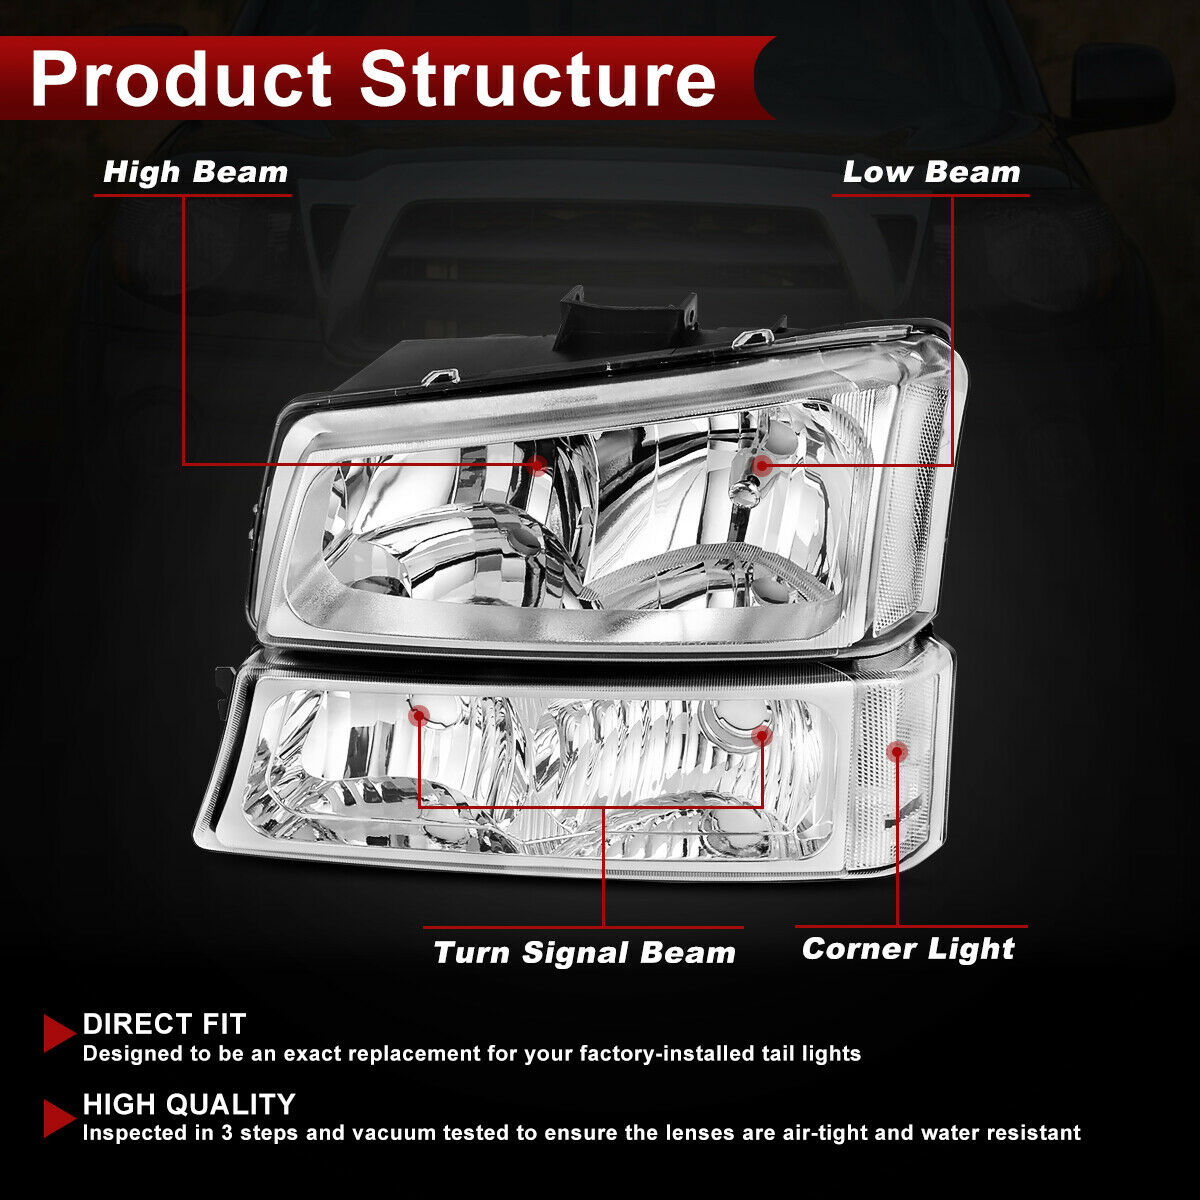 Product Structure
High Beam
Low Beam
Turn Signal Beam
Corner Light
DIRECT FIT
Designed to be an exact replacement for your factory-installed tail lights
HIGH QUALITY
Inspected in 3 steps and vacuum tested to ensure the lenses are air-tight and water resistant